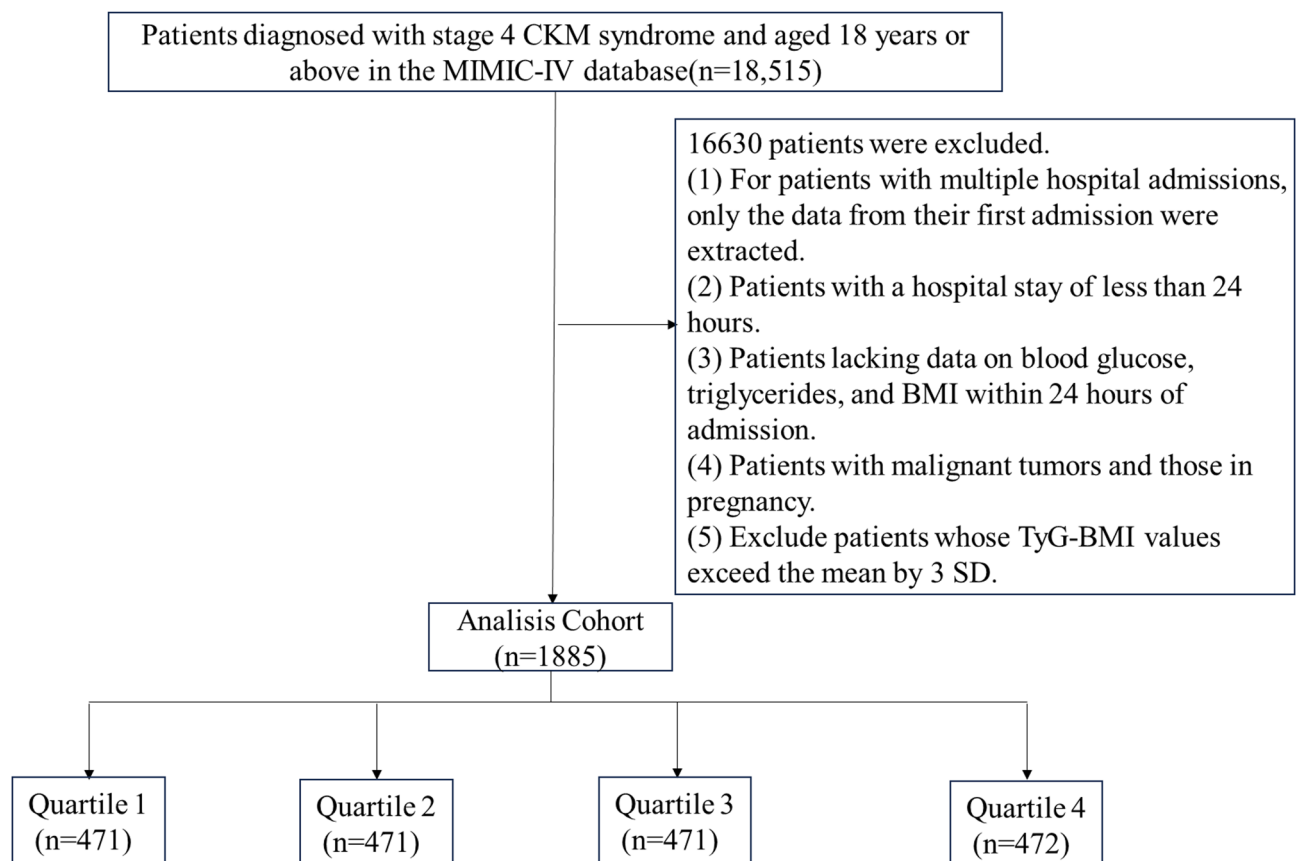 Patients diagnosed with stage 4 CKM syndrome and aged 18 years or
above in the MIMIC-IV database(n=18,515)
16630 patients were excluded.
(1) For patients with multiple hospital admissions,
only the data from their first admission were
extracted.
(2) Patients with a hospital stay of less than 24
hours.
(3) Patients lacking data on blood glucose,
triglycerides, and BMI within 24 hours of
admission.
(4) Patients with malignant tumors and those in
pregnancy.
(5) Exclude patients whose TyG-BMI values
exceed the mean by 3 SD.
Analisis Cohort
(n=1885)
Quartile 1
(n=471)
Quartile 2
(n=471)
Quartile 3
(n=471)
Quartile 4
(n=472)